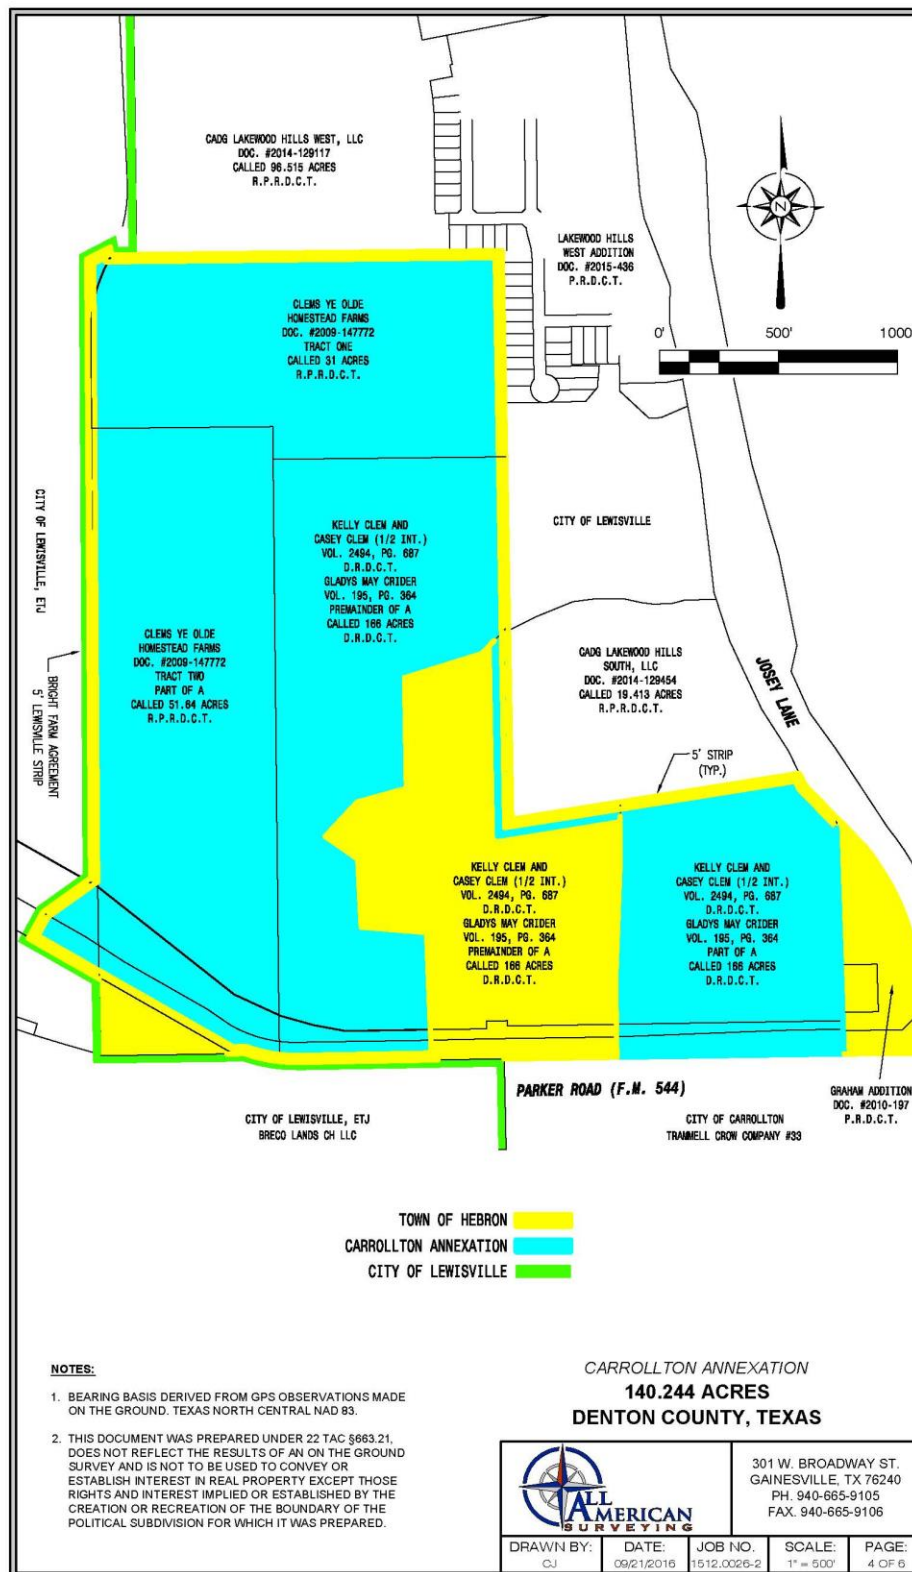 CADG LAKEWOOD HILLS WEST, LLC
DOC. #2014-129117
CALLED 96.515 ACRES
R.P.R.D.C.T.
LAKEWOOD HILLS
WEST ADDITION
DOC. #2015-436
P.R.D.C.T.
N
0'
500'
1000
CLEMS YE OLDE
HOMESTEAD FARMS
DOC. #2009-147772
TRACT ONE
CALLED 31 ACRES
R.P.R.D.C.T.
CITY OF LEWISVILLE, ETJ
KELLY CLEM AND
CASEY CLEM (1/2 INT.)
VOL. 2494, PG. 687
D.R.D.C.T.
GLADYS MAY CRIDER
VOL. 195, PG. 364
PREMAINDER OF A
CALLED 166 ACRES
D.R.D.C.T.
CITY OF LEWISVILLE
CLEMS YE OLDE
HOMESTEAD FARMS
DOC. #2009-147772
TRACT TWO
PART OF A
CALLED 51.64 ACRES
R.P.R.D.C.T.
BRIGHT FARM AGREEMENT
5' LEWISVILLE STRIP
CADG LAKEWOOD HILLS
SOUTH, LLC
DOC. #2014-129454
CALLED 19.413 ACRES
R.P.R.D.C.T.
JOSEY LANE
5' STRIP
(TYP.)
KELLY CLEM AND
CASEY CLEM (1/2 INT.)
VOL. 2494, PG. 687
D.R.D.C.T.
GLADYS MAY CRIDER
VOL. 195, PG. 364
PREMAINDER OF A
CALLED 166 ACRES
D.R.D.C.T.
KELLY CLEM AND
CASEY CLEM (1/2 INT.)
VOL. 2494, PG. 687
D.R.D.C.T.
GLADYS MAY CRIDER
VOL. 195, PG. 364
PART OF A
CALLED 166 ACRES
D.R.D.C.T.
PARKER ROAD (F.M. 544)
GRAHAM ADDITION
DOC. #2010-197
P.R.D.C.T.
CITY OF LEWISVILLE, ETJ
BRECO LANDS CH LLC
CITY OF CARROLLTON
TRAMMELL CROW COMPANY #33
TOWN OF HEBRON
CARROLLTON ANNEXATION
CITY OF LEWISVILLE
NOTES:
1. BEARING BASIS DERIVED FROM GPS OBSERVATIONS MADE
ON THE GROUND. TEXAS NORTH CENTRAL NAD 83.
2. THIS DOCUMENT WAS PREPARED UNDER 22 TAC §663.21,
DOES NOT REFLECT THE RESULTS OF AN ON THE GROUND
SURVEY AND IS NOT TO BE USED TO CONVEY OR
ESTABLISH INTEREST IN REAL PROPERTY EXCEPT THOSE
RIGHTS AND INTEREST IMPLIED OR ESTABLISHED BY THE
CREATION OR RECREATION OF THE BOUNDARY OF THE
POLITICAL SUBDIVISION FOR WHICH IT WAS PREPARED.
CARROLLTON ANNEXATION
140.244 ACRES
DENTON COUNTY, TEXAS
ALL
AMERICAN
SURVEYING
301 W. BROADWAY ST.
GAINESVILLE, TX 76240
PH. 940-665-9105
FAX. 940-665-9106
DRAWN BY:
CJ
DATE:
09/21/2016
JOB NO.
1512.0026-2
SCALE:
1" = 500'
PAGE:
4 OF 6